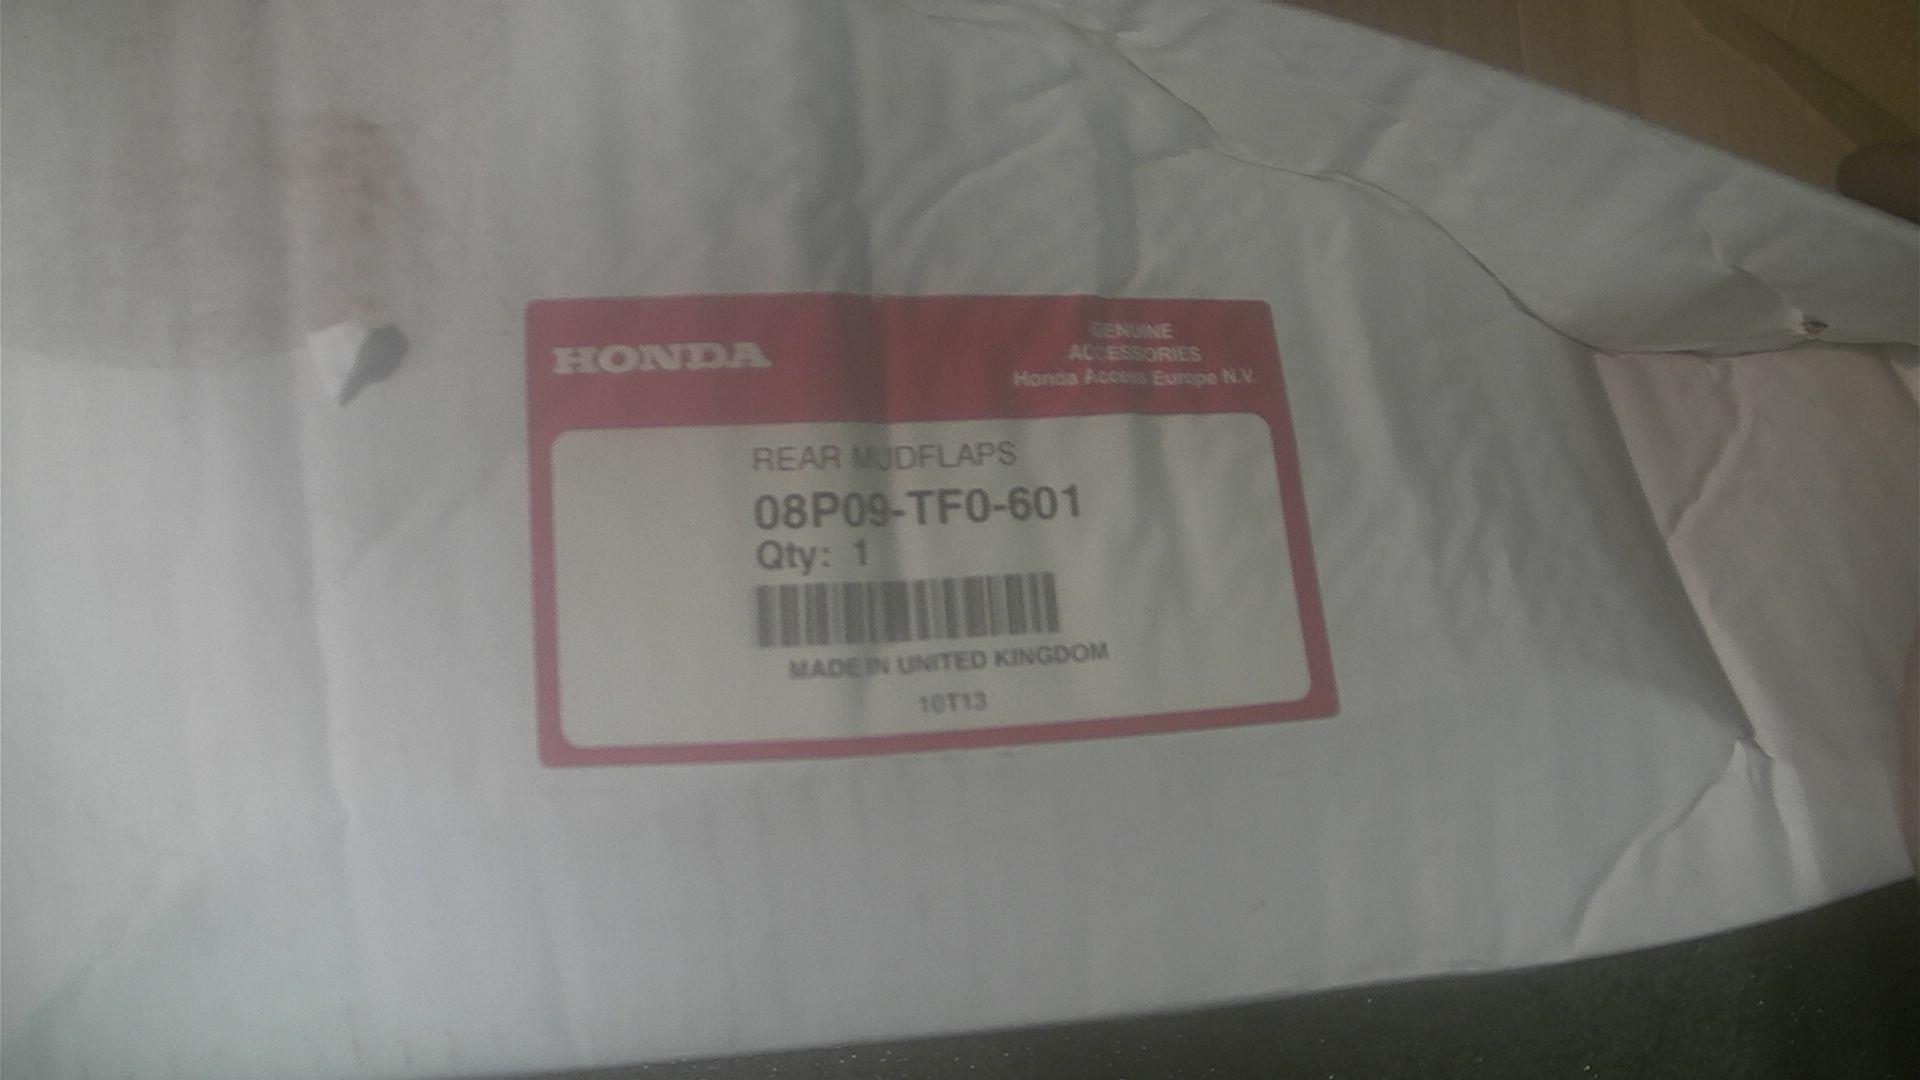 HONDA
GENUINE
ACCESSORIES
Honda Access Europe N.V.
REAR MUDFLAPS
08P09-TF0-601
Qty: 1
MADE IN UNITED KINGDOM
10T13